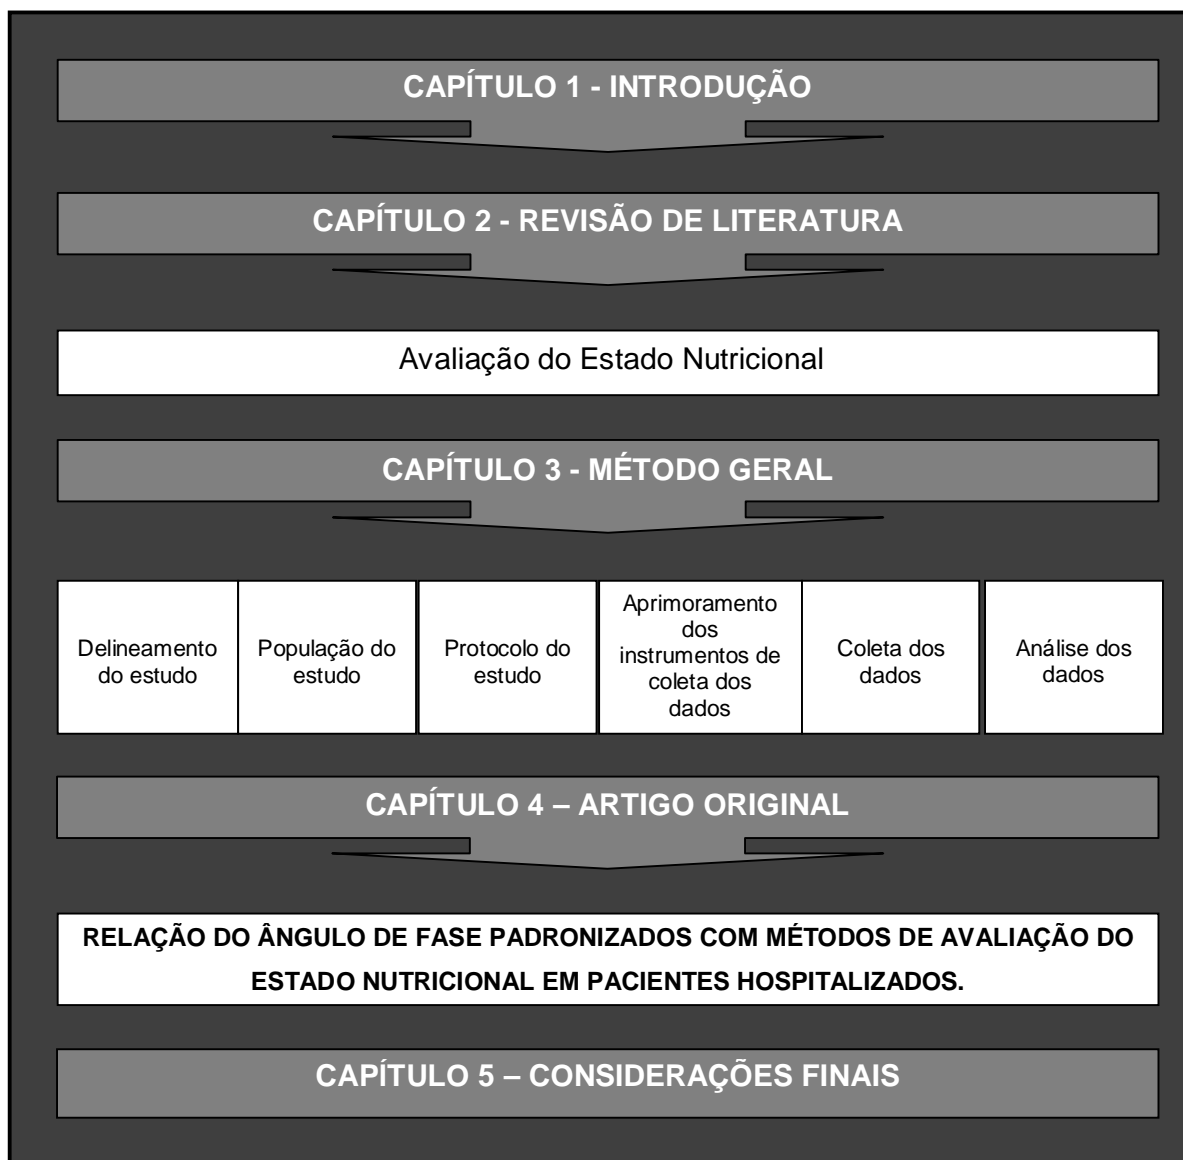 CAPÍTULO 1 - INTRODUÇÃO
CAPÍTULO 2 - REVISÃO DE LITERATURA
Avaliação do Estado Nutricional
CAPÍTULO 3 - MÉTODO GERAL
Delineamento
do estudo
População do
estudo
Protocolo do
estudo
Aprimoramento
dos
instrumentos de
coleta dos
dados
Coleta dos
dados
Análise dos
dados
CAPÍTULO 4 – ARTIGO ORIGINAL
RELAÇÃO DO ÂNGULO DE FASE PADRONIZADOS COM MÉTODOS DE AVALIAÇÃO DO
ESTADO NUTRICIONAL EM PACIENTES HOSPITALIZADOS.
CAPÍTULO 5 – CONSIDERAÇÕES FINAIS